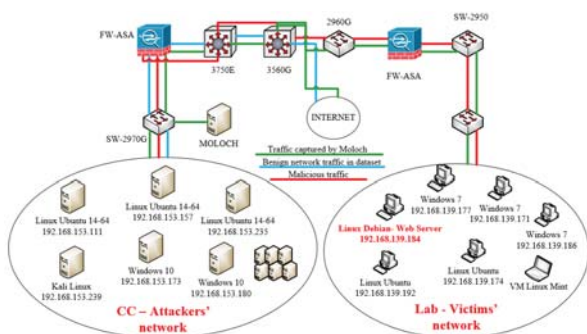 FW-ASA
3750E
3560G
2960G
SW-2950
FW-ASA
INTERNET
SW-2970G
MOLOCH
Traffic captured by Moloch
Benign network traffic in dataset
Malicious traffic
Linux Ubuntu 14-64
192.168.153.111
Linux Ubuntu 14-64
192.168.153.157
Linux Ubuntu 14-64
192.168.153.235
Kali Linux
192.168.153.239
Windows 10
192.168.153.173
Windows 10
192.168.153.180
CC – Attackers'
network
Windows 7
192.168.139.177
Windows 7
192.168.139.171
Windows 7
192.168.139.186
Linux Debian- Web Server
192.168.139.184
Linux Ubuntu
192.168.139.192
Linux Ubuntu
192.168.139.174
VM Linux Mint
Lab - Victims'
network